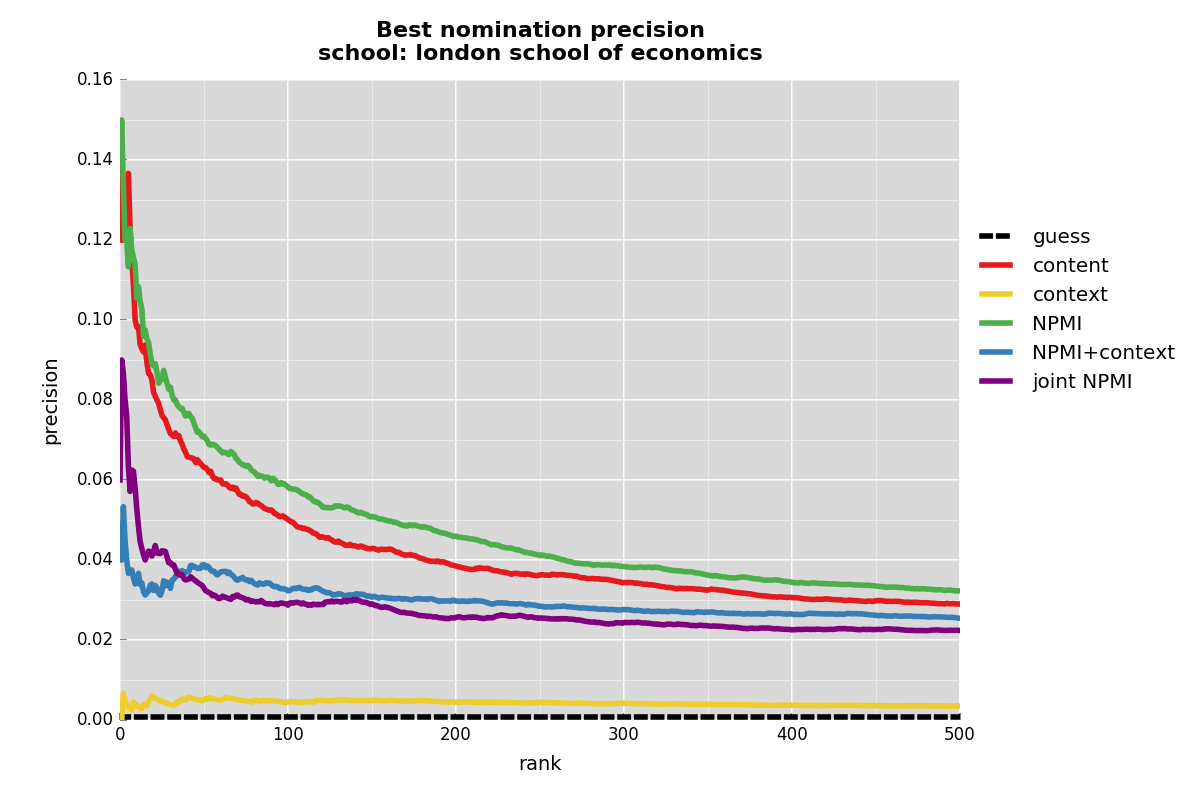 Best nomination precision
school: london school of economics
0.16
0.14
0.12
0.10
0.08
0.06
0.04
0.02
0.00
precision
0
100
200
300
400
500
rank
guess
content
context
NPMI
NPMI+context
joint NPMI